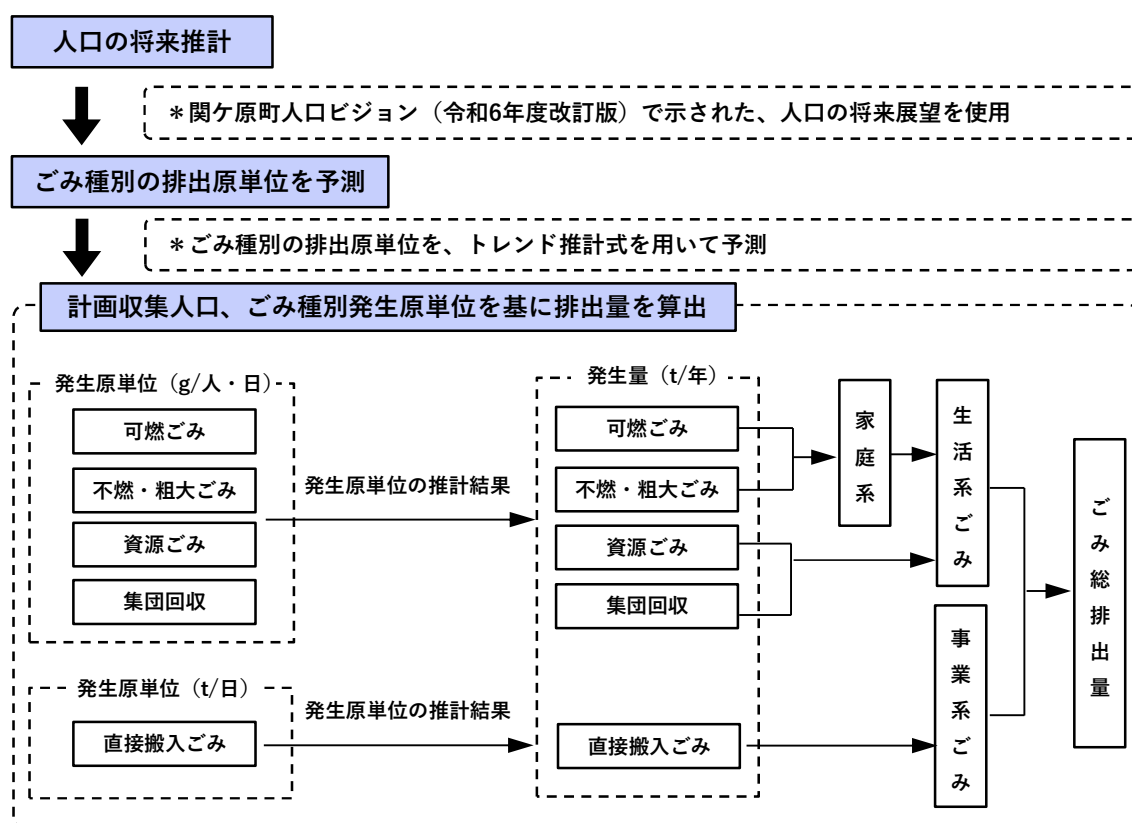 人口の将来推計
＊関ケ原町人口ビジョン（令和6年度改訂版）で示された、人口の将来展望を使用
ごみ種別の排出原単位を予測
＊ごみ種別の排出原単位を、トレンド推計式を用いて予測
計画収集人口、ごみ種別発生原単位を基に排出量を算出
発生原単位（g/人・日）
可燃ごみ
不燃・粗大ごみ
資源ごみ
集団回収
発生原単位の推計結果
発生量（t/年）
可燃ごみ
不燃・粗大ごみ
資源ごみ
集団回収
家庭系
生活系ごみ
発生原単位（t/日）
直接搬入ごみ
発生原単位の推計結果
直接搬入ごみ
事業系ごみ
ごみ総排出量